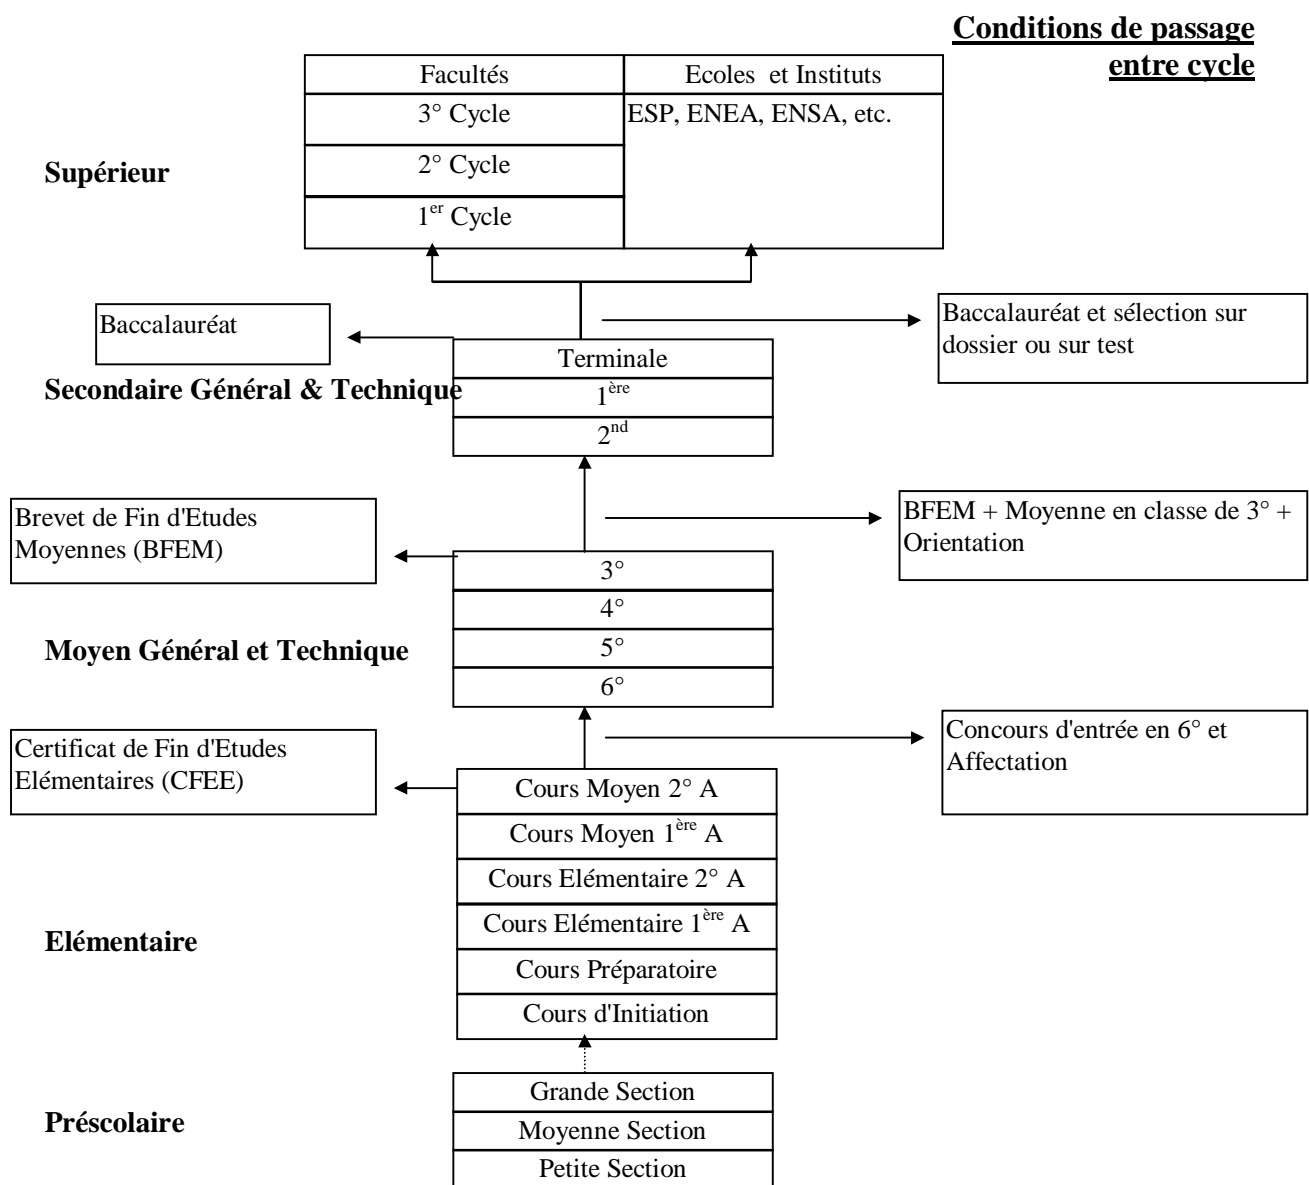 Conditions de passage
entre cycle
Facultés
Ecoles et Instituts
3° Cycle
ESP, ENEA, ENSA, etc.
Supérieur
2° Cycle
1er Cycle
Baccalauréat
Baccalauréat et sélection sur
dossier ou sur test
Terminale
Secondaire Général & Technique
1ère
2nd
Brevet de Fin d'Etudes
Moyennes (BFEM)
BFEM + Moyenne en classe de 3° +
Orientation
3°
4°
Moyen Général et Technique
5°
6°
Certificat de Fin d'Etudes
Elémentaires (CFEE)
Concours d'entrée en 6° et
Affectation
Cours Moyen 2° A
Cours Moyen 1ère A
Cours Elémentaire 2° A
Cours Elémentaire 1ère A
Elémentaire
Cours Préparatoire
Cours d'Initiation
Grande Section
Préscolaire
Moyenne Section
Petite Section